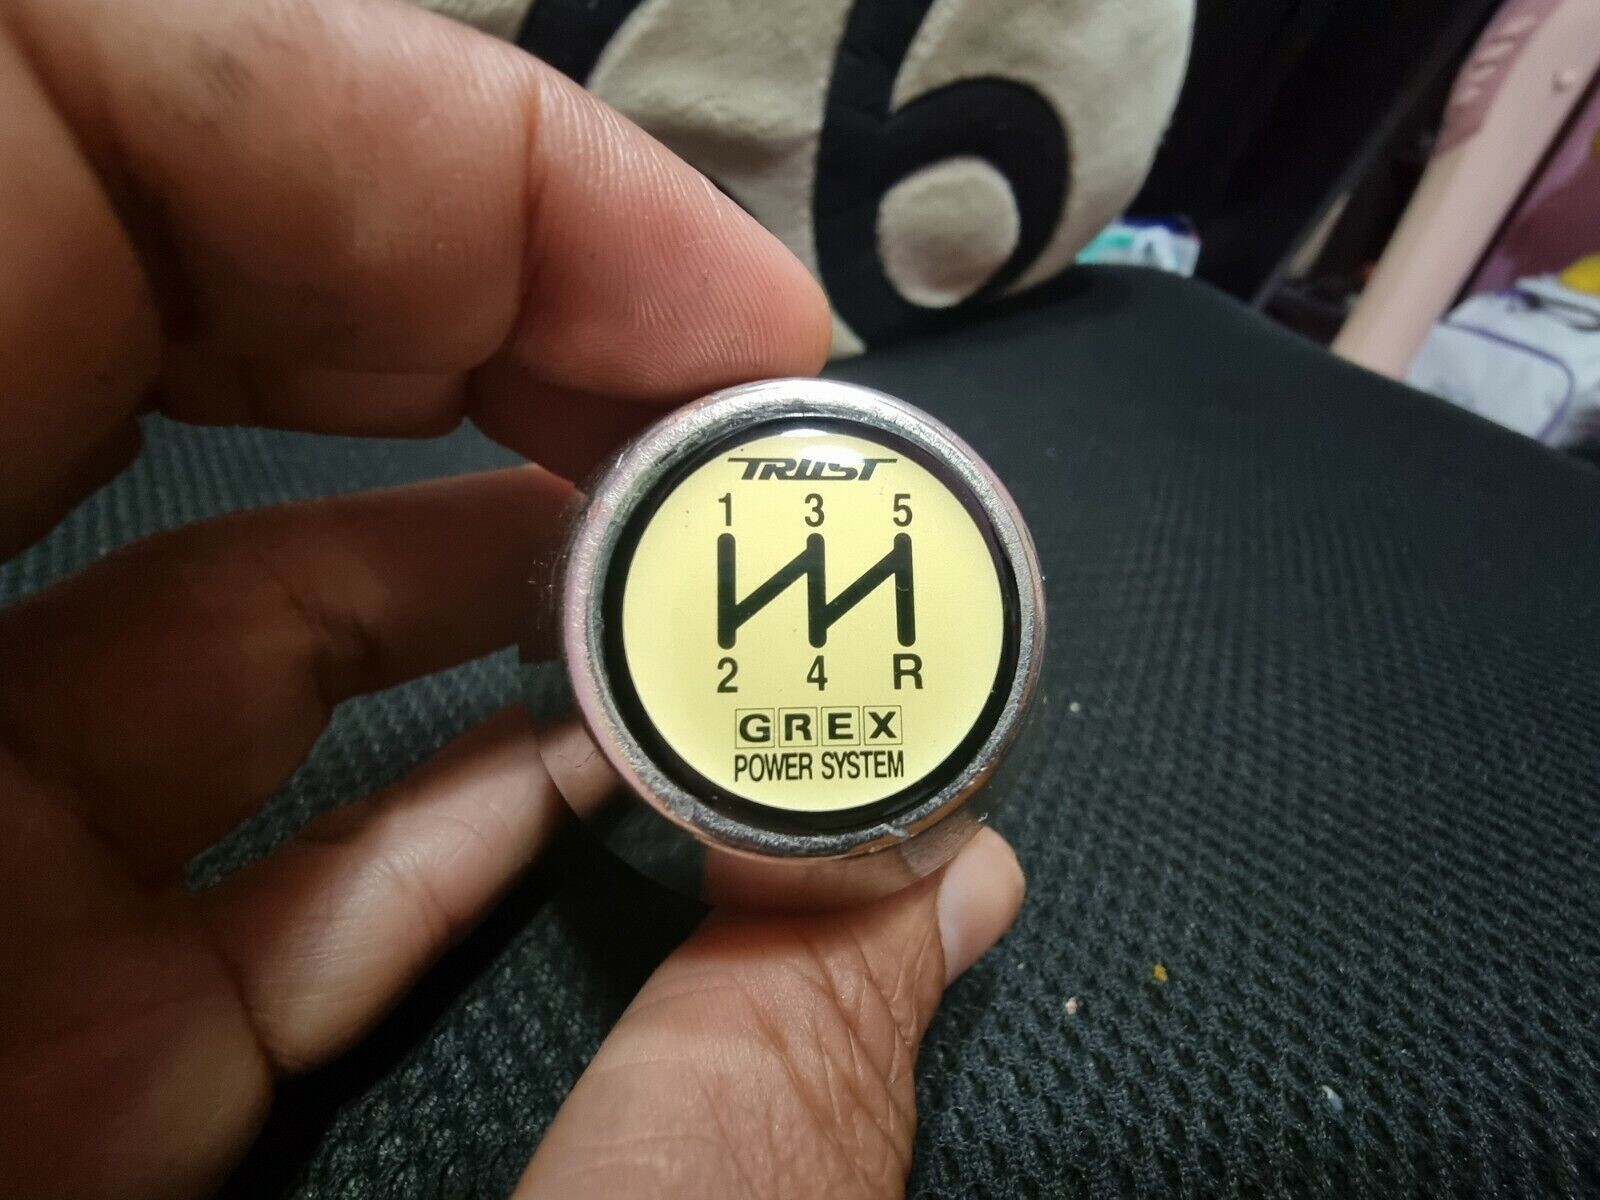 TRUST
1 3 5
2 4 R
GREX
POWER SYSTEM